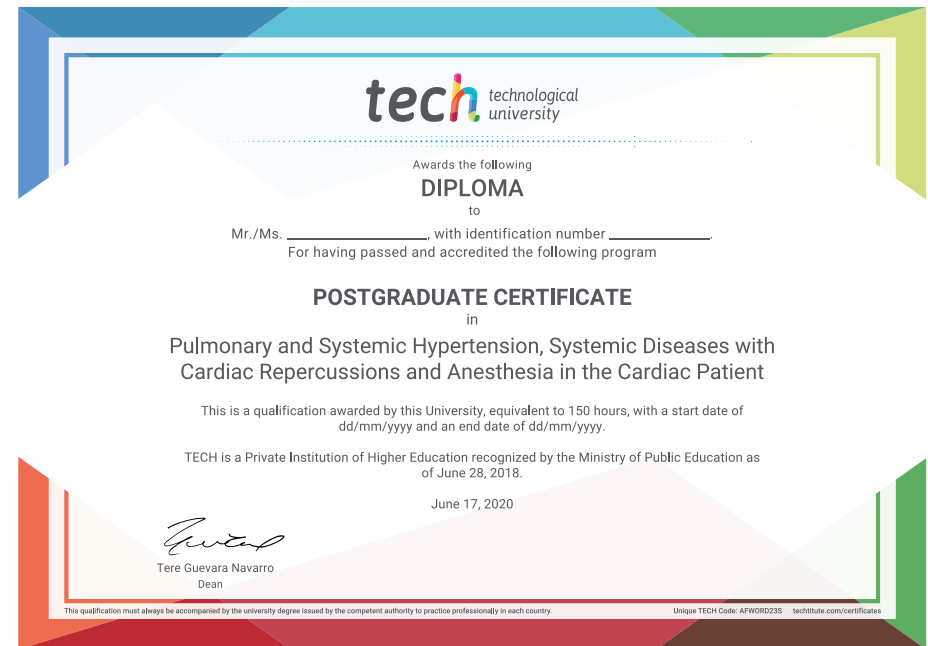 tech technological
university
Awards the following
DIPLOMA
to
Mr./Ms. ____________________, with identification number ______________.
For having passed and accredited the following program
POSTGRADUATE CERTIFICATE
in
Pulmonary and Systemic Hypertension, Systemic Diseases with
Cardiac Repercussions and Anesthesia in the Cardiac Patient
This is a qualification awarded by this University, equivalent to 150 hours, with a start date of
dd/mm/yyyy and an end date of dd/mm/yyyy.
TECH is a Private Institution of Higher Education recognized by the Ministry of Public Education as
of June 28, 2018.
June 17, 2020
Tere Guevara Navarro
Dean
This qualification must always be accompanied by the university degree issued by the competent authority to practice professionally in each country.
Unique TECH Code: AFWORD23S techtitute.com/certificates